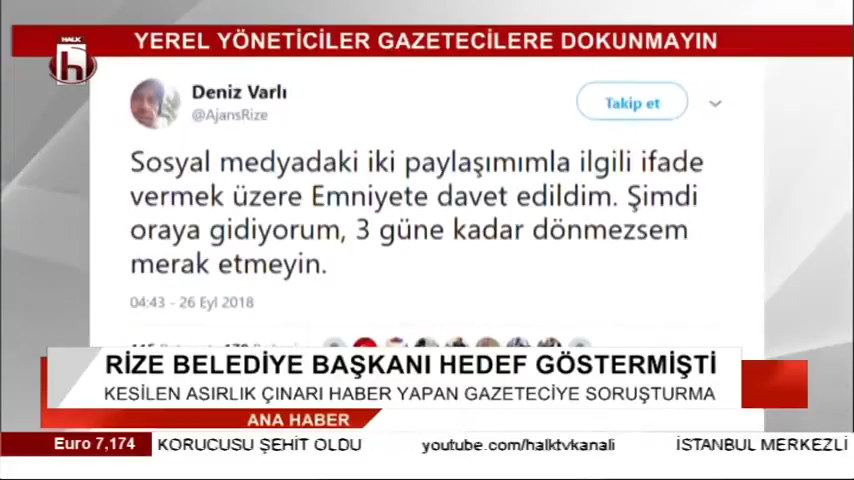 YEREL YÖNETİCİLER GAZETECİLERE DOKUNMAYIN
HALK
h
Deniz Varlı
@AjansRize
Takip et
Sosyal medyadaki iki paylaşımımla ilgili ifade
vermek üzere Emniyete davet edildim. Şimdi
oraya gidiyorum, 3 güne kadar dönmezsem
merak etmeyin.
04:43 - 26 Eyl 2018
RİZE BELEDİYE BAŞKANI HEDEF GÖSTERMİŞTİ
KESİLEN ASIRLIK ÇINARI HABER YAPAN GAZETECİYE SORUŞTURMA
ANA HABER
Euro 7,174 KORUCUSU ŞEHİT OLDU youtube.com/halktvkanali İSTANBUL MERKEZLİ